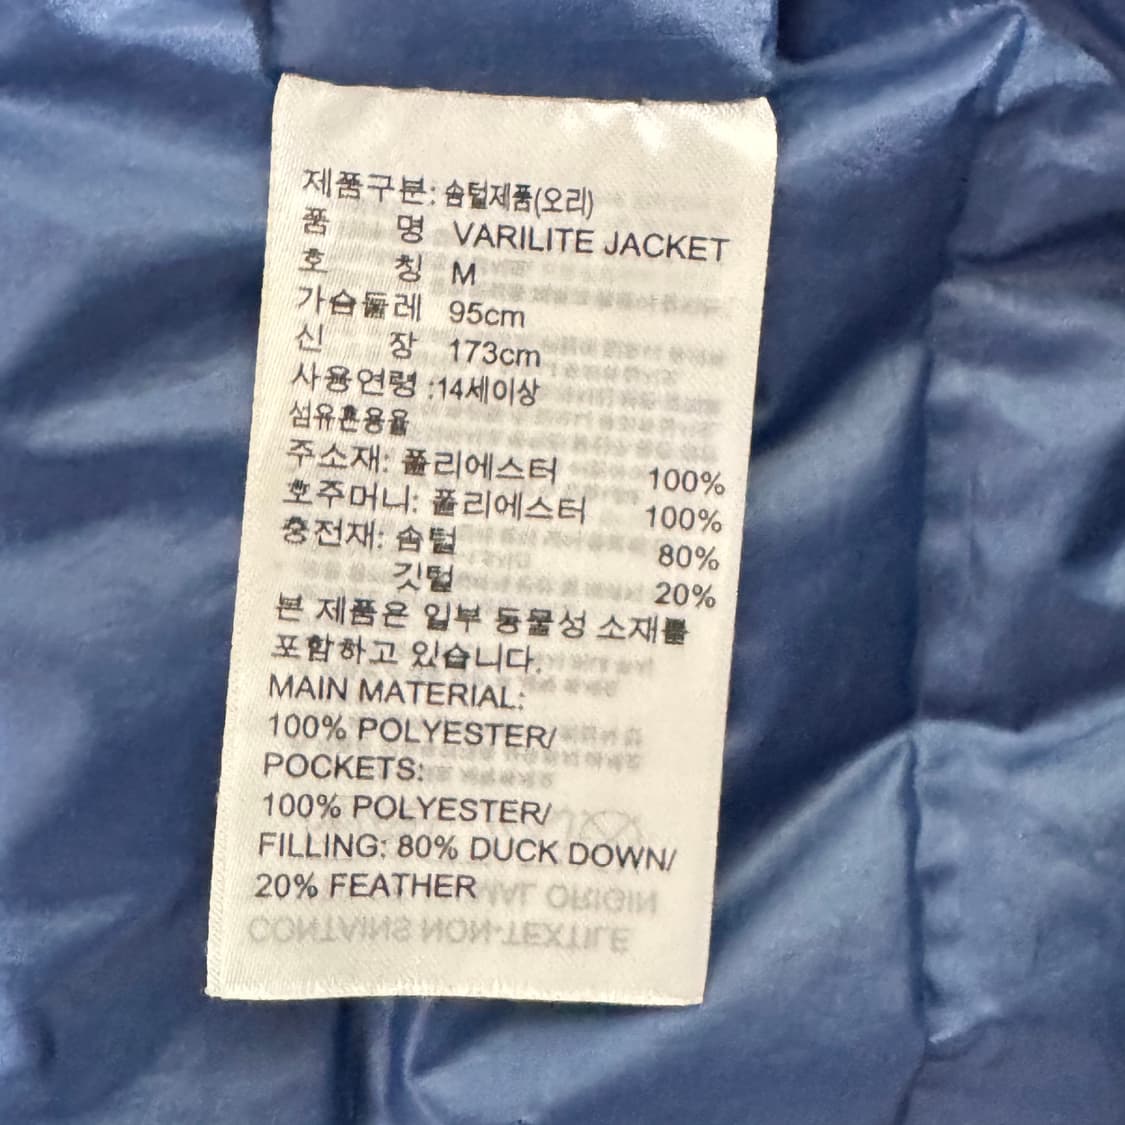 제품구분: 솜털제품(오리)
품 명 VARILITE JACKET
호 칭 M
가슴둘레 95cm
신 장 173cm
사용연령 :14세이상
섬유혼용율
주소재: 폴리에스터 100%
호주머니: 폴리에스터 100%
충전재: 솜털 80%
깃털 20%
본 제품은 일부 동물성 소재를
포함하고 있습니다.
MAIN MATERIAL:
100% POLYESTER/
POCKETS:
100% POLYESTER/
FILLING: 80% DUCK DOWN/
20% FEATHER